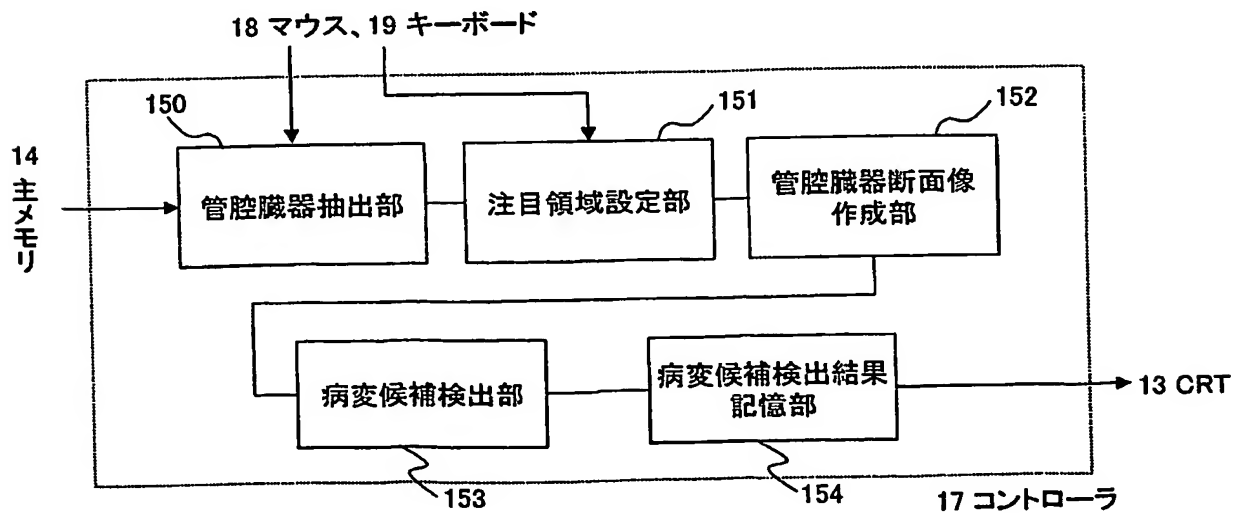 18 マウス、19 キーボード
150
151
152
14
主メモリ
管腔臓器抽出部
注目領域設定部
管腔臓器断面像
作成部
病変候補検出部
病変候補検出結果
記憶部
13 CRT
153
154
17 コントローラ